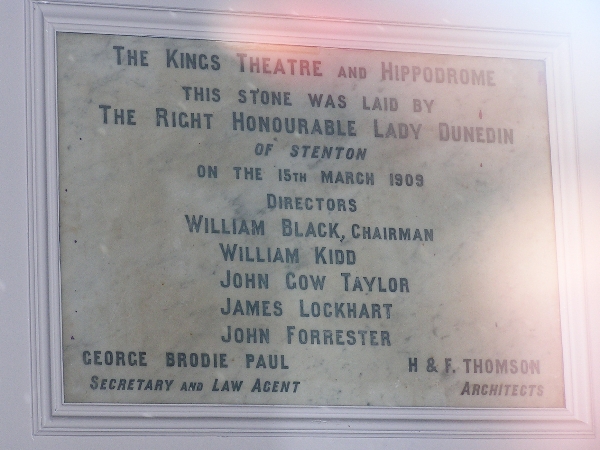 THE KINGS THEATRE AND HIPPODROME
THIS STONE WAS LAID BY
THE RIGHT HONOURABLE LADY DUNEDIN
OF STENTON
ON THE 15TH MARCH 1909
DIRECTORS
WILLIAM BLACK, CHAIRMAN
WILLIAM KIDD
JOHN GOW TAYLOR
JAMES LOCKHART
JOHN FORRESTER
GEORGE BRODIE PAUL
SECRETARY AND LAW AGENT
H & F. THOMSON
ARCHITECTS